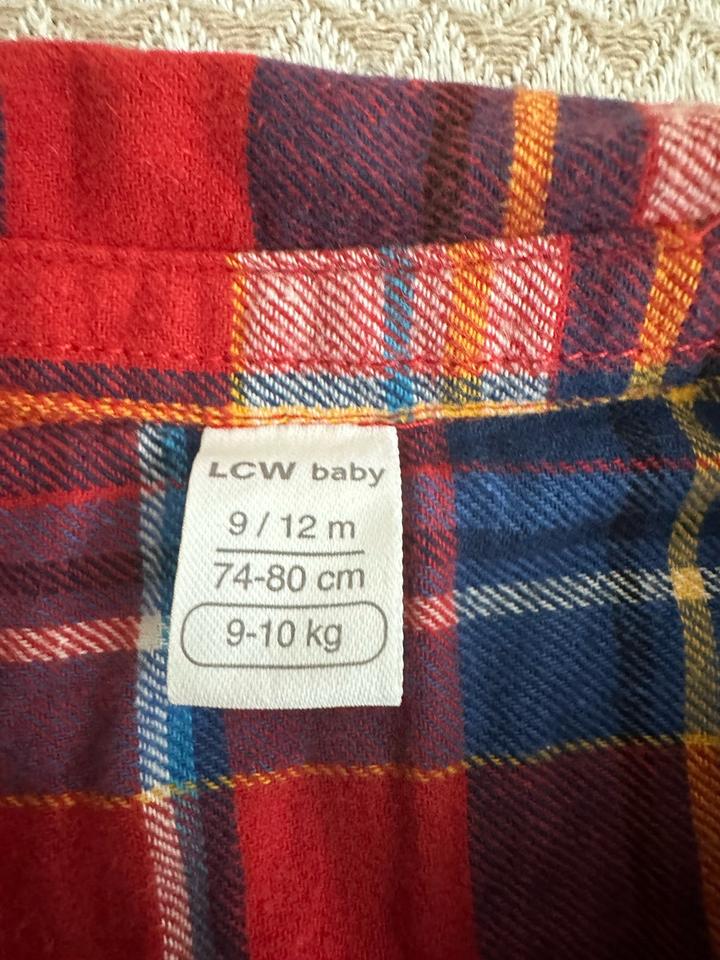 LCW baby
9 / 12 m
74-80 cm
9-10 kg